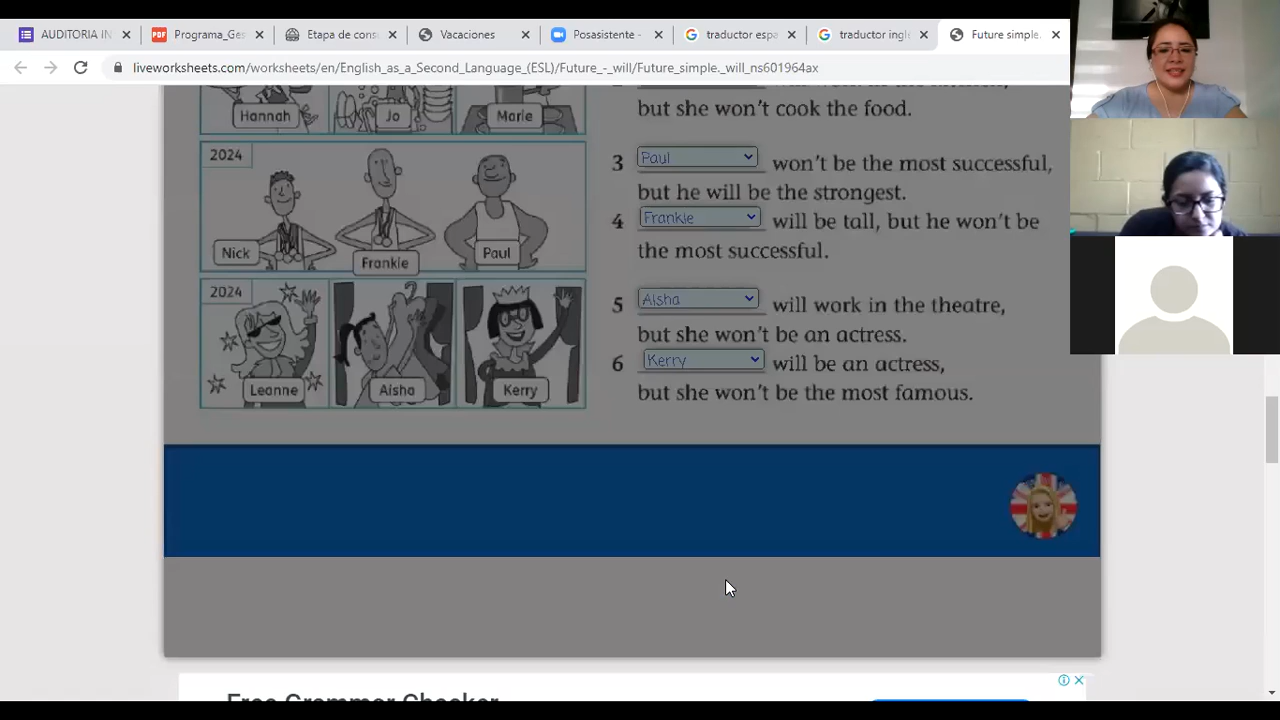 AUDITORIA IN
Programa_Ges
Etapa de cons
Vacaciones
Posasistente -
traductor espa
traductor ingl
Future simple.
liveworksheets.com/worksheets/en/English_as_a_Second_Language_(ESL)/Future_-_will/Future_simple._will_ns601964ax
Hannah
Jo
Marie
but she won't cook the food.
2024
Nick
Frankie
Paul
3 Paul won't be the most successful,
but he will be the strongest.
4 Frankie will be tall, but he won't be
the most successful.
2024
Leanne
Aisha
Kerry
5 Aisha will work in the theatre,
but she won't be an actress.
6 Kerry will be an actress,
but she won't be the most famous.
Free Grammar Checker